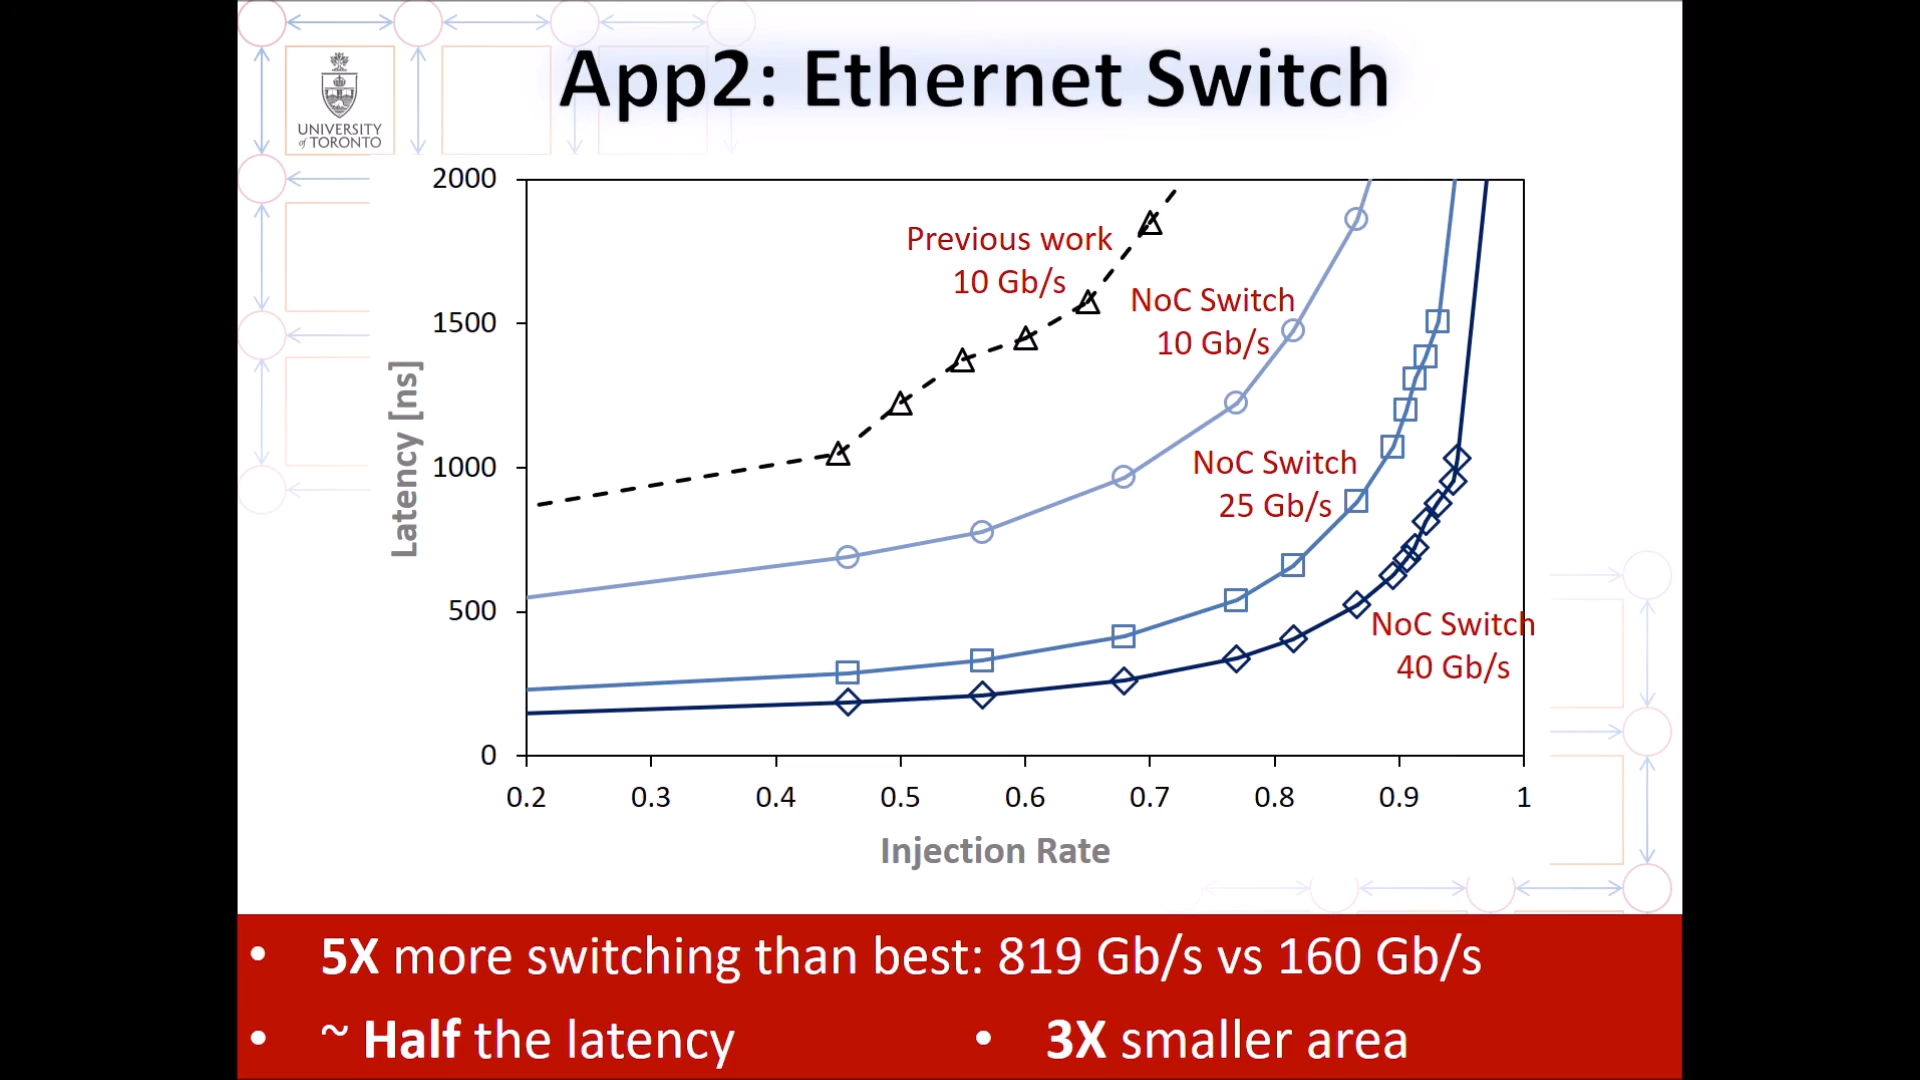 App2: Ethernet Switch
UNIVERSITY
of TORONTO
2000
1500
1000
500
0
Latency [ns]
Previous work
10 Gb/s
NoC Switch
10 Gb/s
NoC Switch
25 Gb/s
NoC Switch
40 Gb/s
0.2 0.3 0.4 0.5 0.6 0.7 0.8 0.9 1
Injection Rate
• 5X more switching than best: 819 Gb/s vs 160 Gb/s
• ~ Half the latency • 3X smaller area